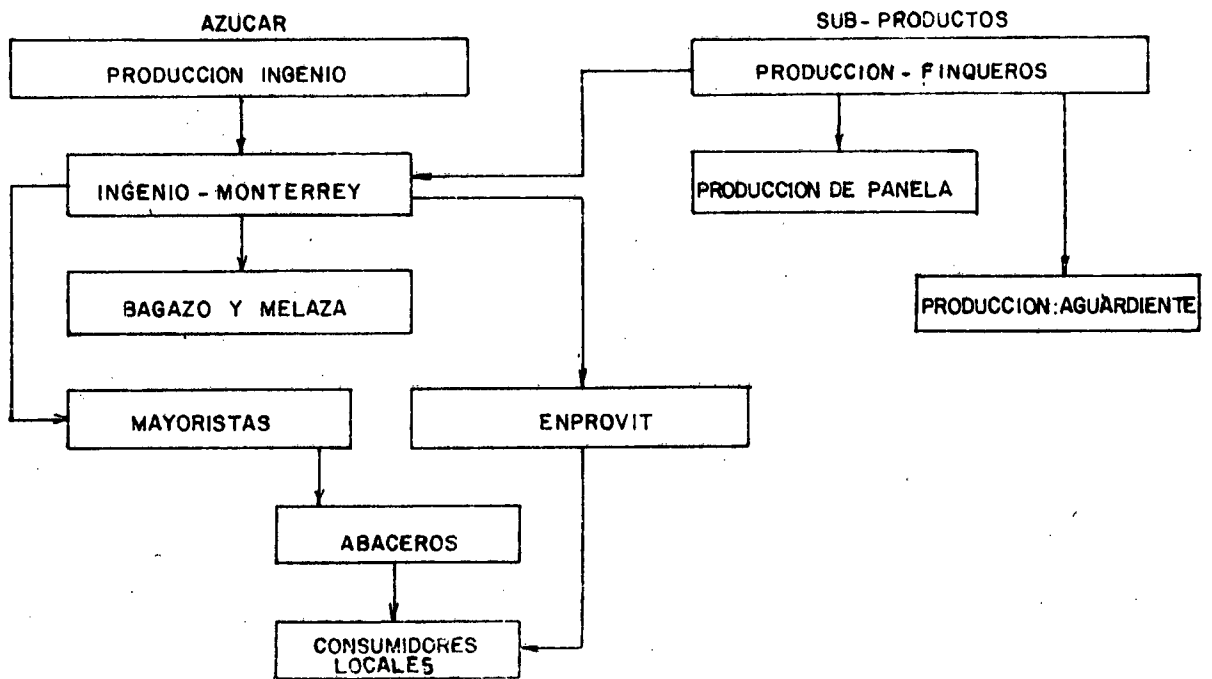 AZUCAR
SUB-PRODUCTOS
PRODUCCION INGENIO
PRODUCCION - FINQUEROS
INGENIO - MONTERREY
PRODUCCION DE PANELA
BAGAZO Y MELAZA
PRODUCCION: AGUARDIENTE
MAYORISTAS
ENPROVIT
ABACEROS
CONSUMIDORES
LOCALES